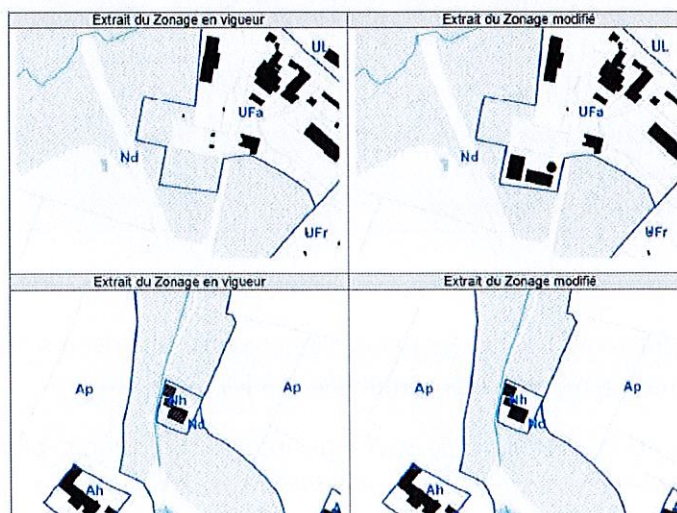 Extrait du Zonage en vigueur
Extrait du Zonage modifié
UL
UFa
Nd
UFr
UL
UFa
Nd
UFr
Extrait du Zonage en vigueur
Extrait du Zonage modifié
Ap
Ap
Nh
Nd
Ah
Ap
Ap
Nh
Nd
Ah